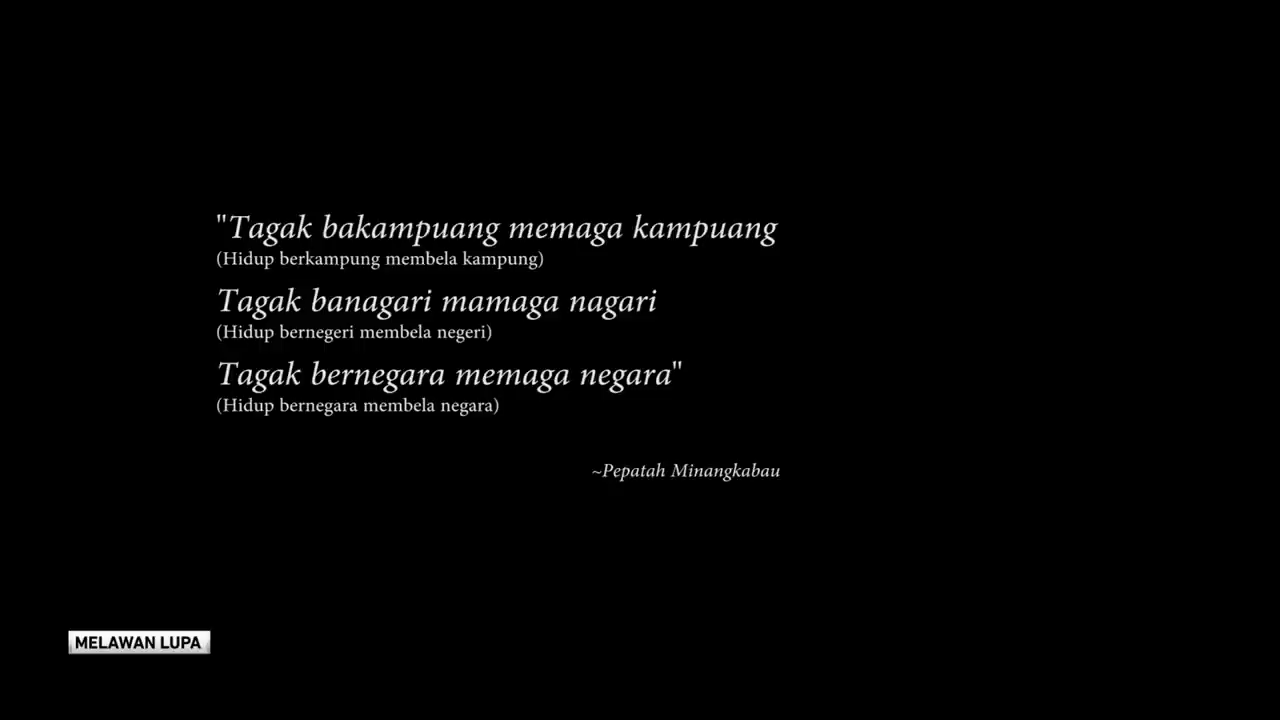 "Tagak bakampuang memaga kampuang
(Hidup berkampung membela kampung)
Tagak banagari mamaga nagari
(Hidup bernegeri membela negeri)
Tagak bernegara memaga negara"
(Hidup bernegara membela negara)
~Pepatah Minangkabau
MELAWAN LUPA